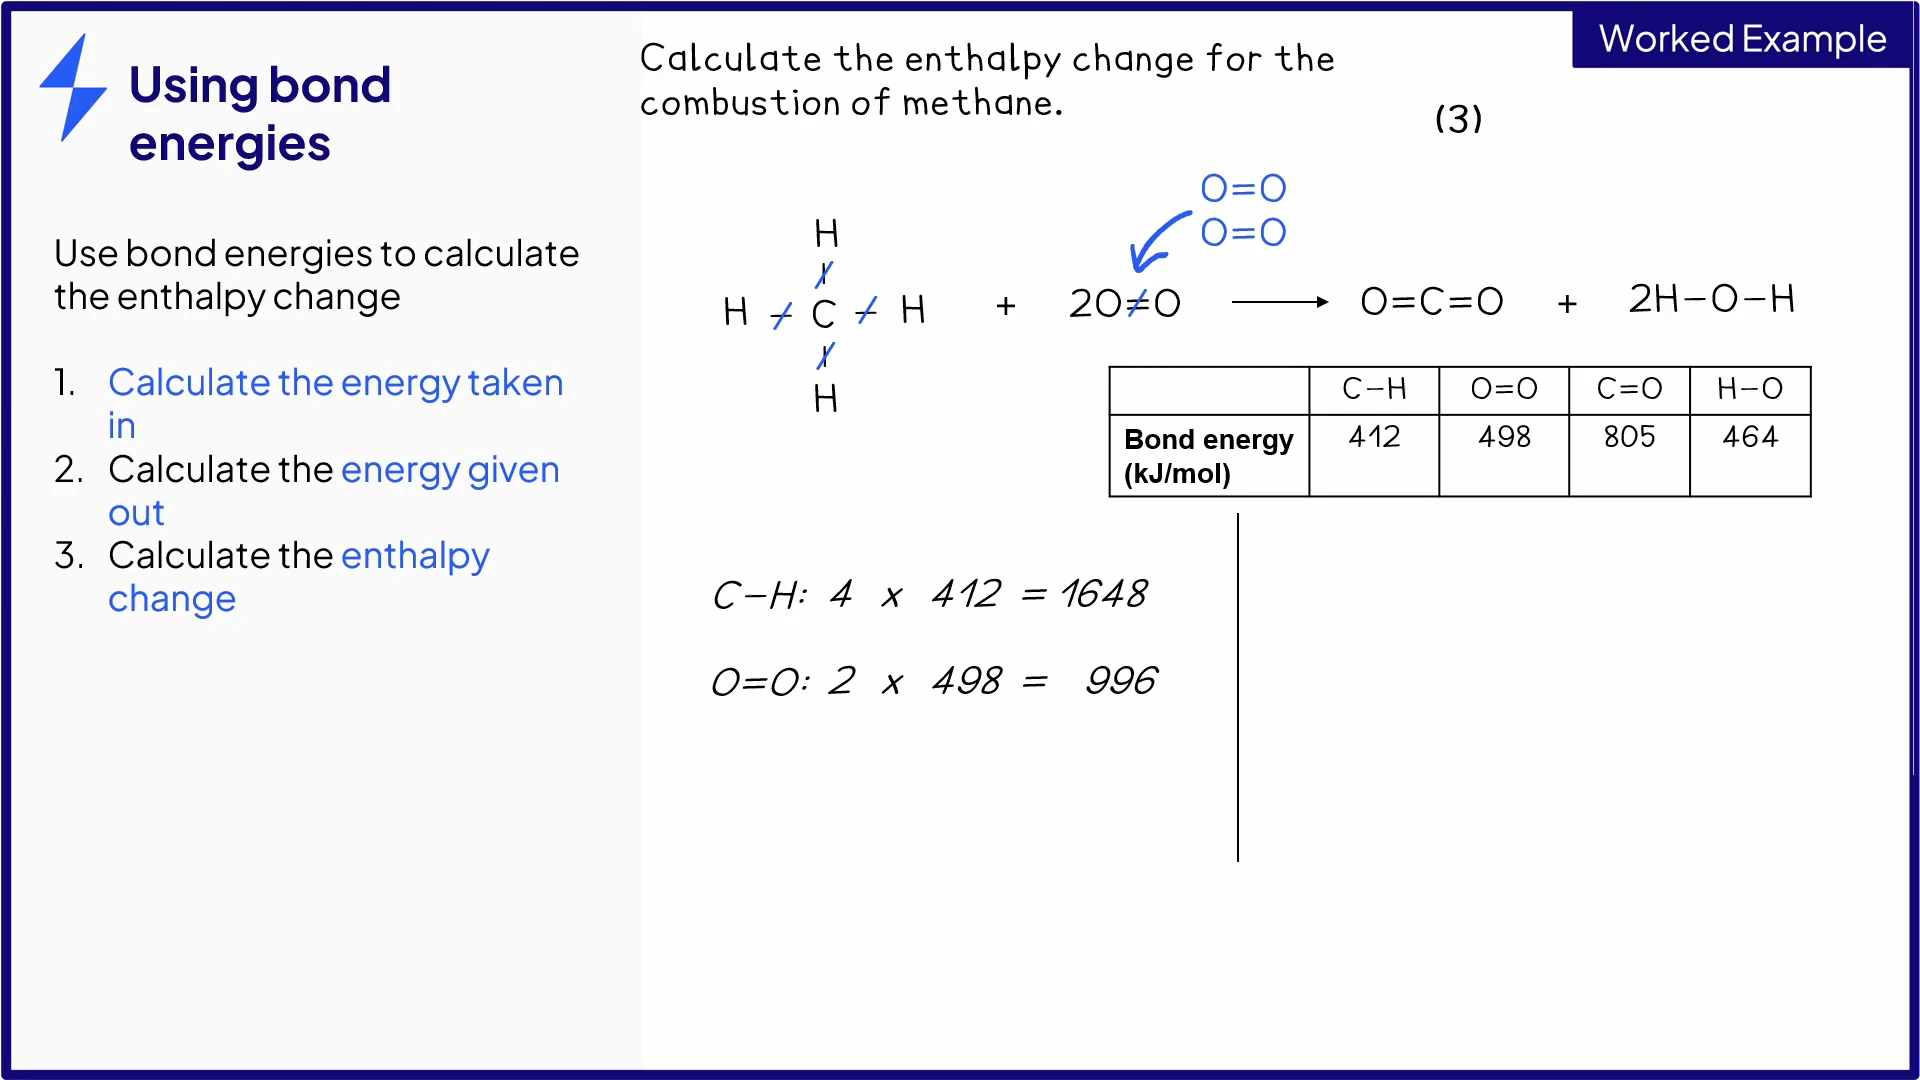 Worked Example
Using bond
energies
Use bond energies to calculate
the enthalpy change
1. Calculate the energy taken
in
2. Calculate the energy given
out
3. Calculate the enthalpy
change
Calculate the enthalpy change for the
combustion of methane.
(3)
O=O
O=O
H
H – C – H + 2O=O → O=C=O + 2H–O–H
H
C–H O=O C=O H–O
Bond energy 412 498 805 464
(kJ/mol)
C–H: 4 x 412 = 1648
O=O: 2 x 498 = 996